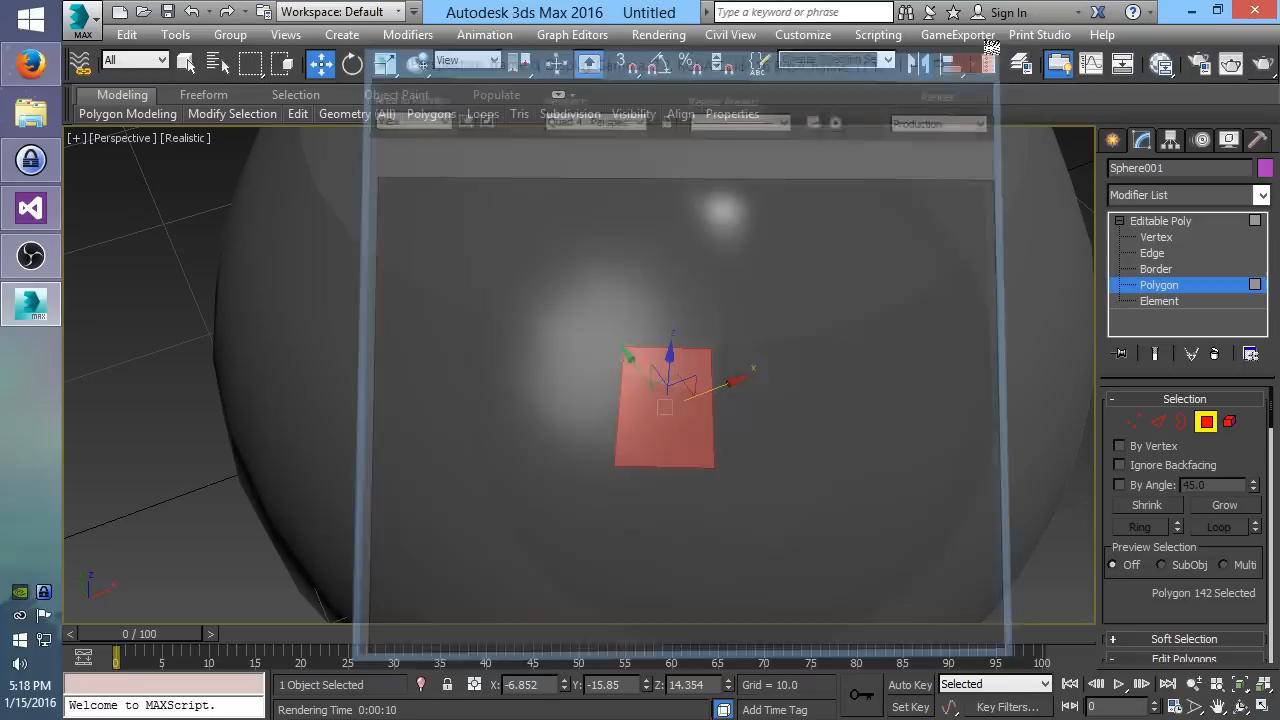 MAX
Workspace: Default
Autodesk 3ds Max 2016 Untitled
Type a keyword or phrase
Sign In
Edit Tools Group Views Create Modifiers Animation Graph Editors Rendering Civil View Customize Scripting GameExporter Print Studio Help
All
View
3
Modeling Freeform Selection Object Paint Populate
Polygon Modeling Modify Selection Edit Geometry (All) Polygons Loops Tris Subdivision Visibility Align Properties
Production
[+] [Perspective] [Realistic]
Sphere001
Modifier List
Editable Poly
Vertex
Edge
Border
Polygon
Element
z
x
Selection
By Vertex
Ignore Backfacing
By Angle: 45.0
Shrink Grow
Ring Loop
Preview Selection
Off SubObj Multi
Polygon 142 Selected
Soft Selection
Edit Polygons
z
x
< 0 / 100 >
0 5 10 15 20 25 30 35 40 45 50 55 60 65 70 75 80 85 90 95 100
1 Object Selected X: -6.852 Y: -15.85 Z: 14.354 Grid = 10.0
Auto Key Selected
Welcome to MAXScript.
Rendering Time 0:00:10
Add Time Tag
Set Key Key Filters... 0
MAX
5:18 PM
1/15/2016